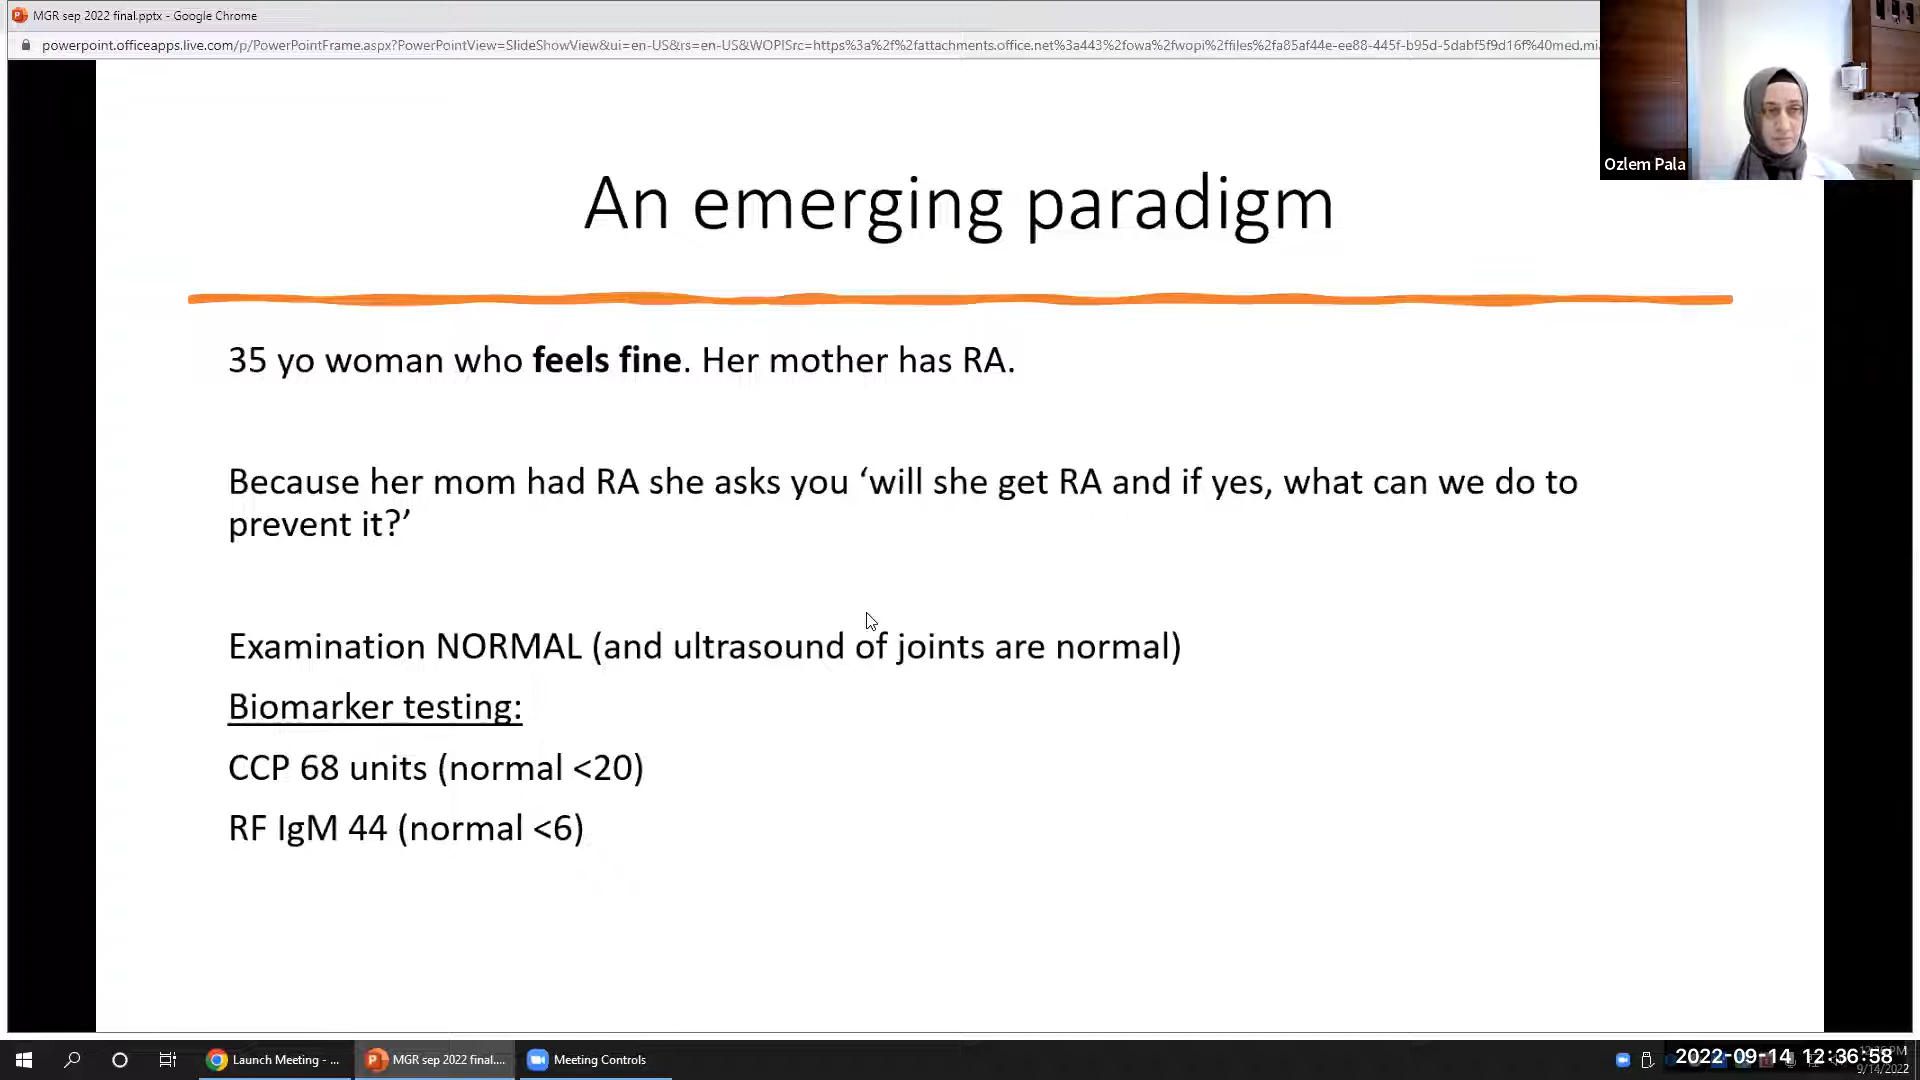 MGR sep 2022 final.pptx - Google Chrome
powerpoint.officeapps.live.com/p/PowerPointFrame.aspx?PowerPointView=SlideShowView&ui=en-US&rs=en-US&WOPISrc=https%3a%2f%2fattachments.office.net%3a443%2fowa%2fwopi%2ffiles%2fa85af44e-ee88-445f-b95d-5dabf5f9d16f%40med.mi
Ozlem Pala
An emerging paradigm
35 yo woman who feels fine. Her mother has RA.
Because her mom had RA she asks you ‘will she get RA and if yes, what can we do to
prevent it?’
Examination NORMAL (and ultrasound of joints are normal)
Biomarker testing:
CCP 68 units (normal <20)
RF IgM 44 (normal <6)
Launch Meeting - ...
MGR sep 2022 final....
Meeting Controls
2022-09-14 12:36:58
9/14/2022